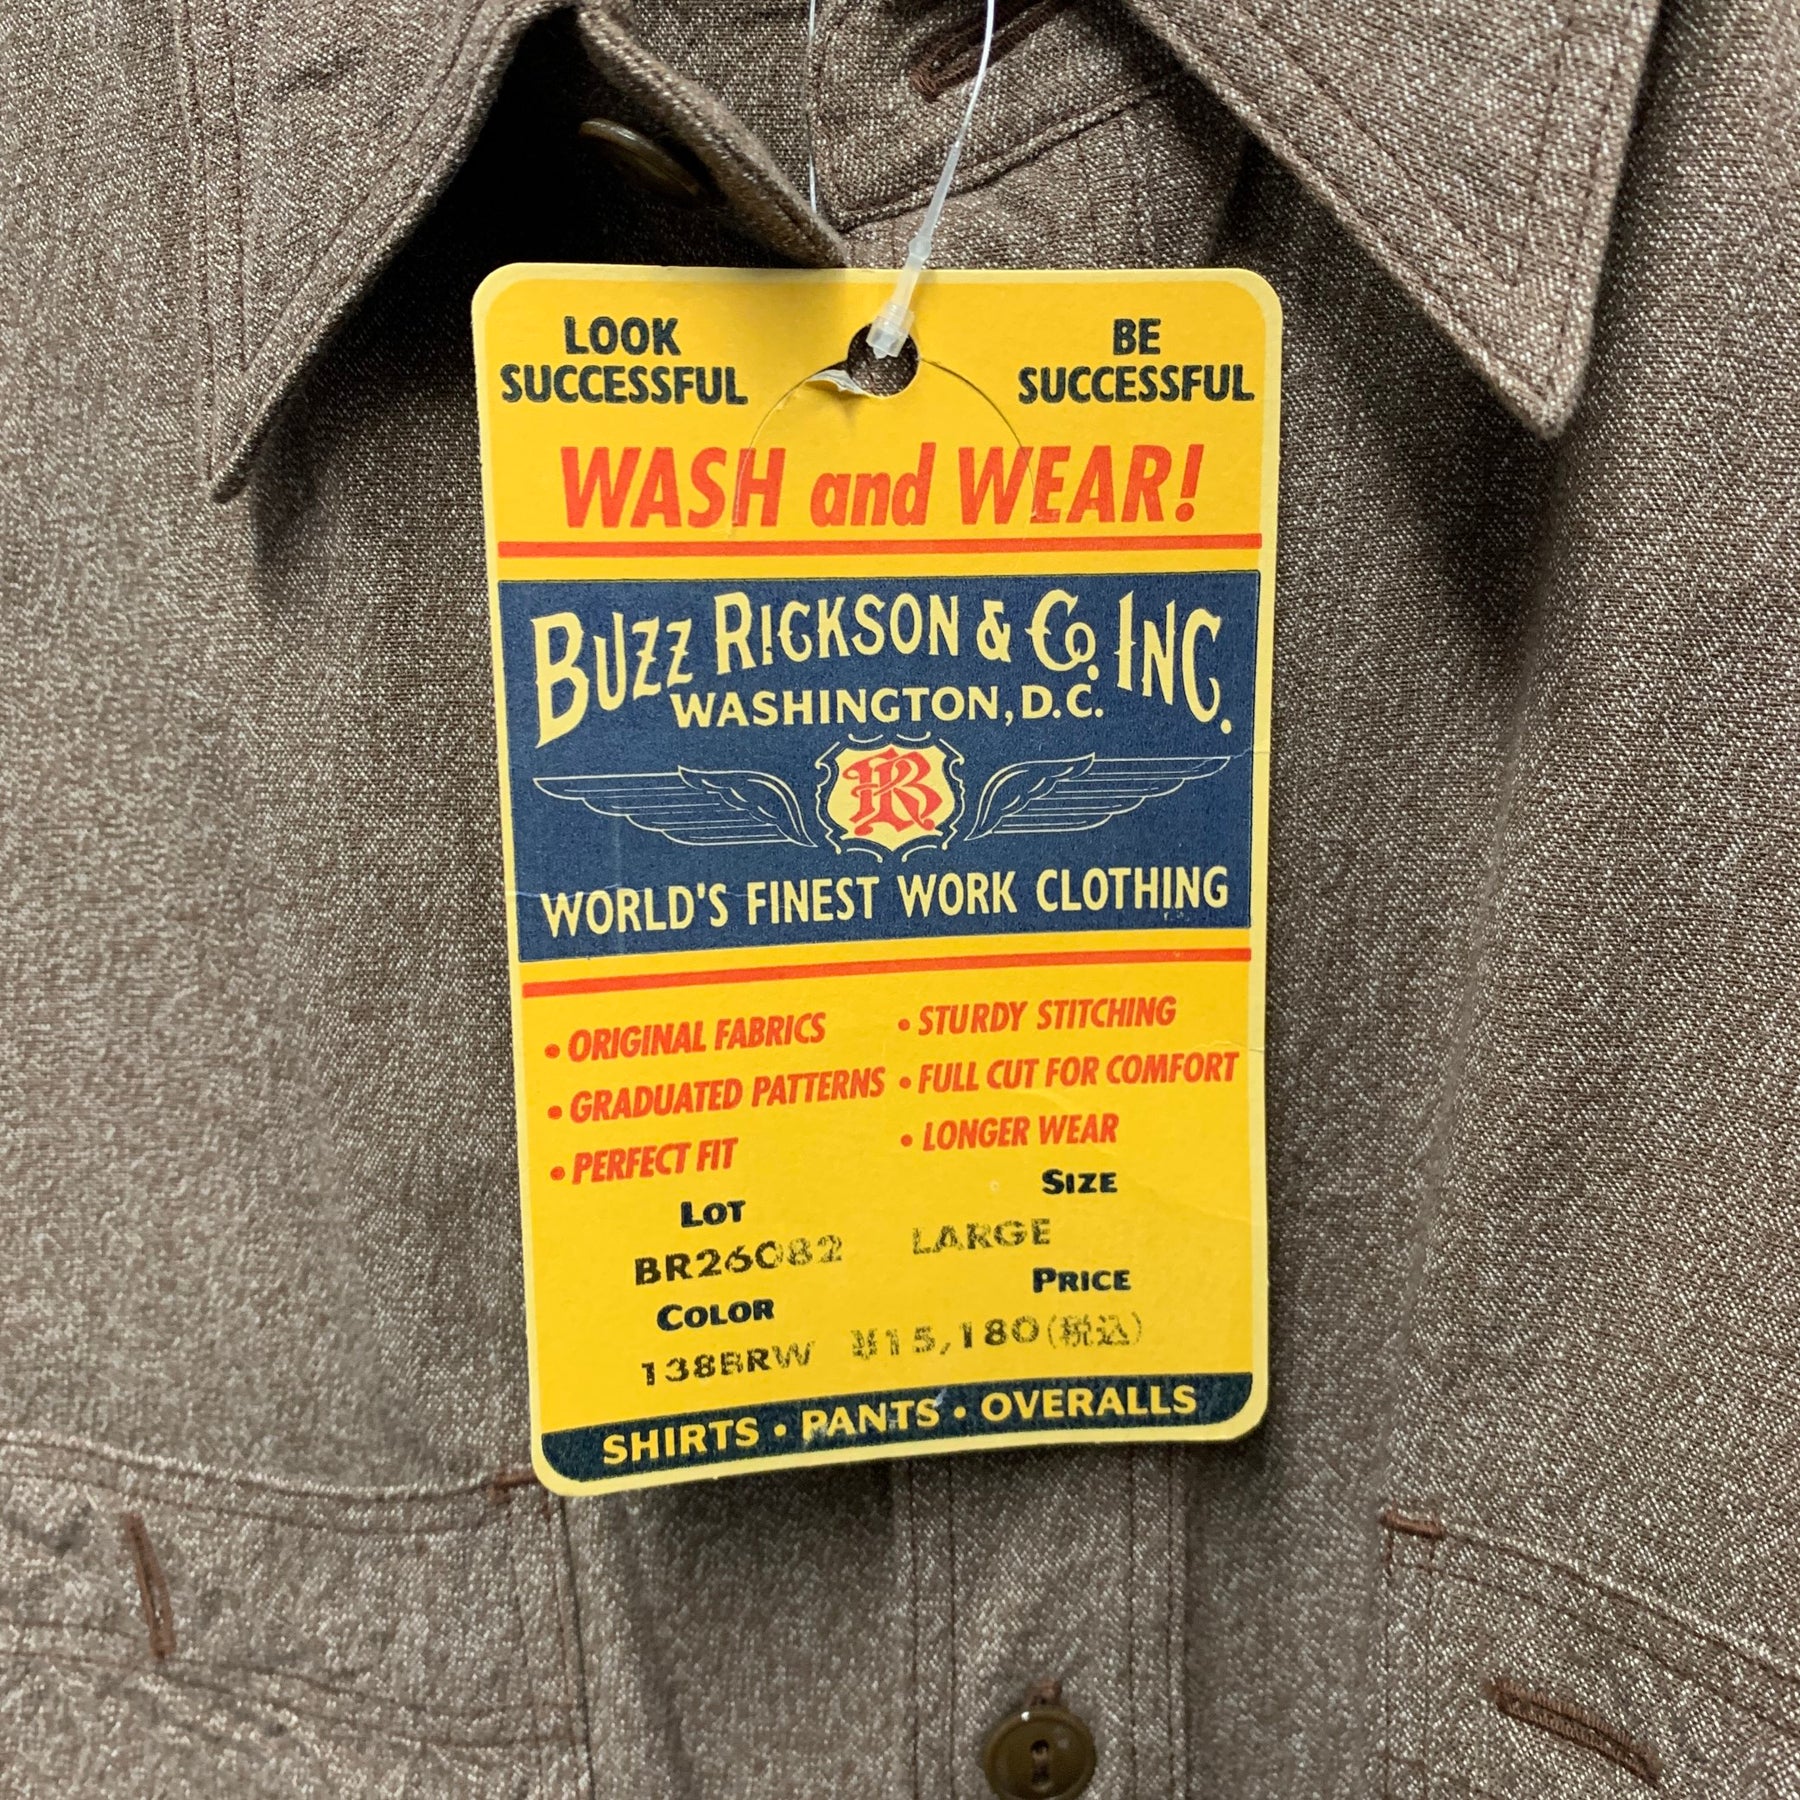 LOOK
SUCCESSFUL
BE
SUCCESSFUL
WASH and WEAR!
BUZZ RICKSON & Co. INC.
WASHINGTON, D.C.
BR
WORLD'S FINEST WORK CLOTHING
• ORIGINAL FABRICS
• GRADUATED PATTERNS
• PERFECT FIT
• STURDY STITCHING
• FULL CUT FOR COMFORT
• LONGER WEAR
LOT
BR26082
SIZE
LARGE
COLOR
138BRW
PRICE
¥15,180(税込)
SHIRTS • PANTS • OVERALLS